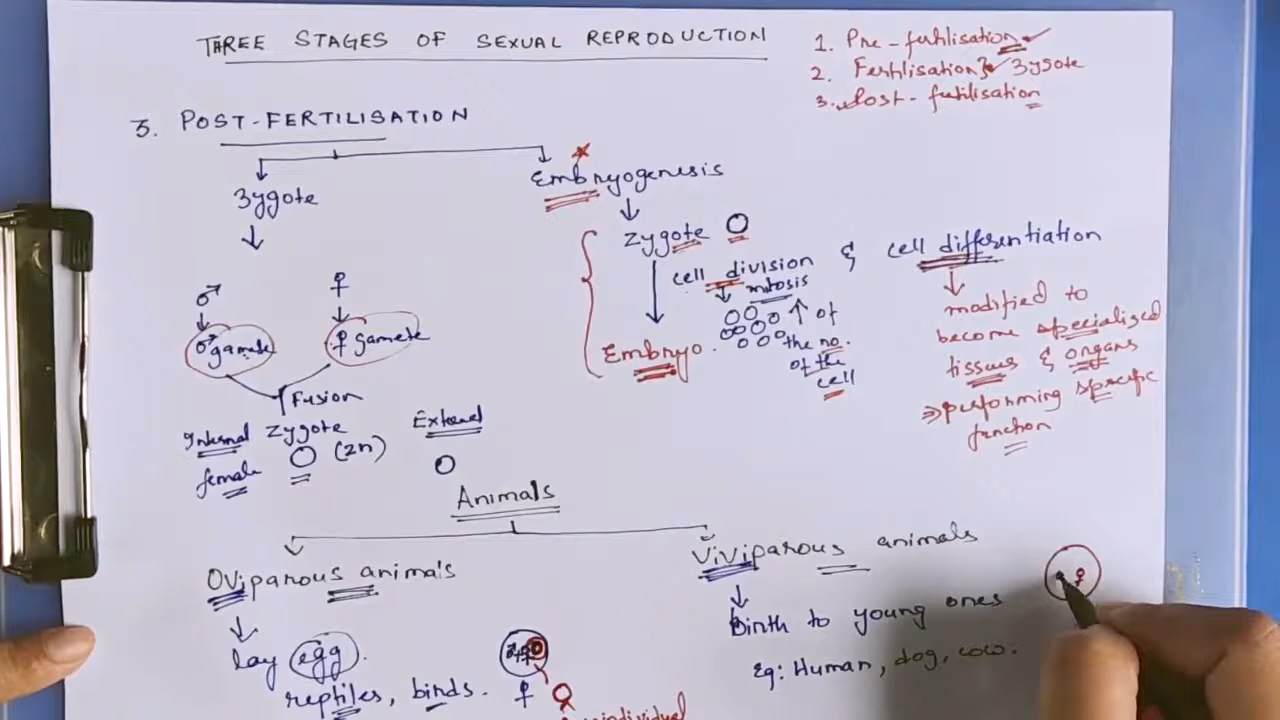 THREE STAGES OF SEXUAL REPRODUCTION
1. Pre-fertilisation
2. Fertilisation } zygote
3. Post-fertilisation
3. POST-FERTILISATION
Zygote
Embryogenesis
Zygote
cell division & cell differentiation
mitosis
↑ of
the no.
of the
cell
Embryo
modified to
become specialized
tissues & organs
⇒ performing specific
function
♂
♀
♂ gamete
♀ gamete
Fusion
Zygote
(2n)
Internal
female
External
Animals
Oviparous animals
Viviparous animals
lay egg.
reptiles, birds.
♀
individual
Birth to young ones
Eg: Human, dog, cow.
♀